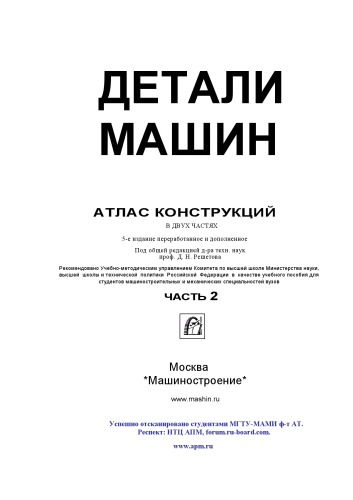 ДЕТАЛИ
МАШИН
АТЛАС КОНСТРУКЦИЙ
В ДВУХ ЧАСТЯХ
5-е издание переработанное и дополненное
Под общей редакцией д-ра техн. наук
проф. Д. Н. Решетова
Рекомендовано Учебно-методическим управлением Комитета по высшей школе Министерства науки,
высшей школы и технической политики Российской Федерации в качестве учебного пособия для
студентов машиностроительных и механических специальностей вузов
ЧАСТЬ 2
Москва
*Машиностроение*
www.mashin.ru
Успешно отсканировано студентами МГТУ-МАМИ ф-т АТ.
Респект: НТЦ АПМ, forum.ru-board.com.
www.apm.ru